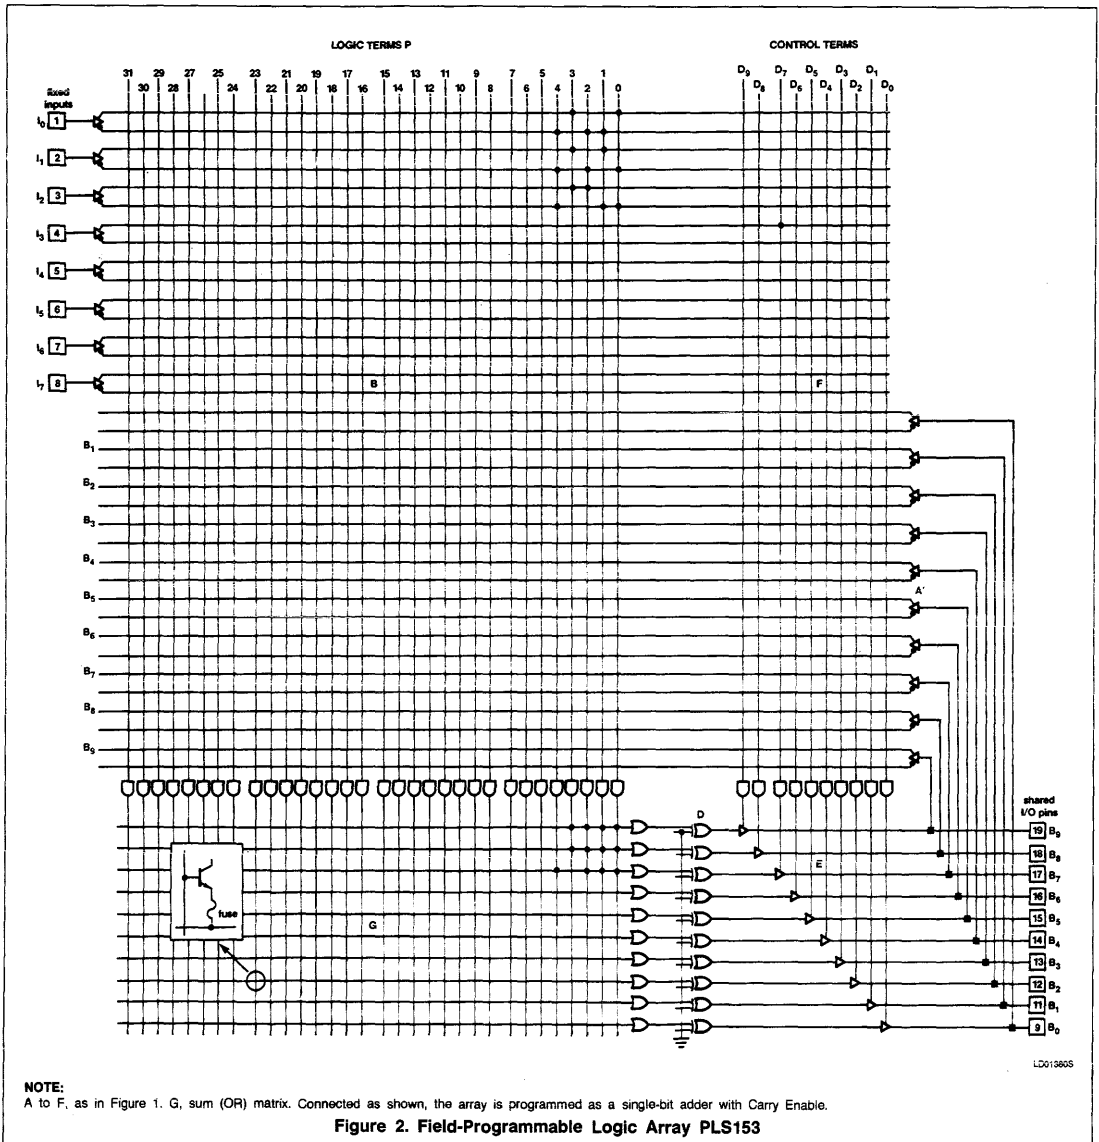 LOGIC TERMS P
CONTROL TERMS
31 29 27 25 23 21 19 17 15 13 11 9 7 5 3 1
30 28 26 24 22 20 18 16 14 12 10 8 6 4 2 0
D9 D7 D5 D3 D1
D8 D6 D4 D2 D0
fixed
inputs
I0 1
I1 2
I2 3
I3 4
I4 5
I5 6
I6 7
I7 8
B
F
B1
B2
B3
B4
A'
B5
B6
B7
B8
B9
shared
I/O pins
D
19 B9
18 B8
E
17 B7
16 B6
fuse
15 B5
G
14 B4
13 B3
12 B2
11 B1
9 B0
LD01380S
NOTE:
A to F, as in Figure 1. G, sum (OR) matrix. Connected as shown, the array is programmed as a single-bit adder with Carry Enable.
Figure 2. Field-Programmable Logic Array PLS153